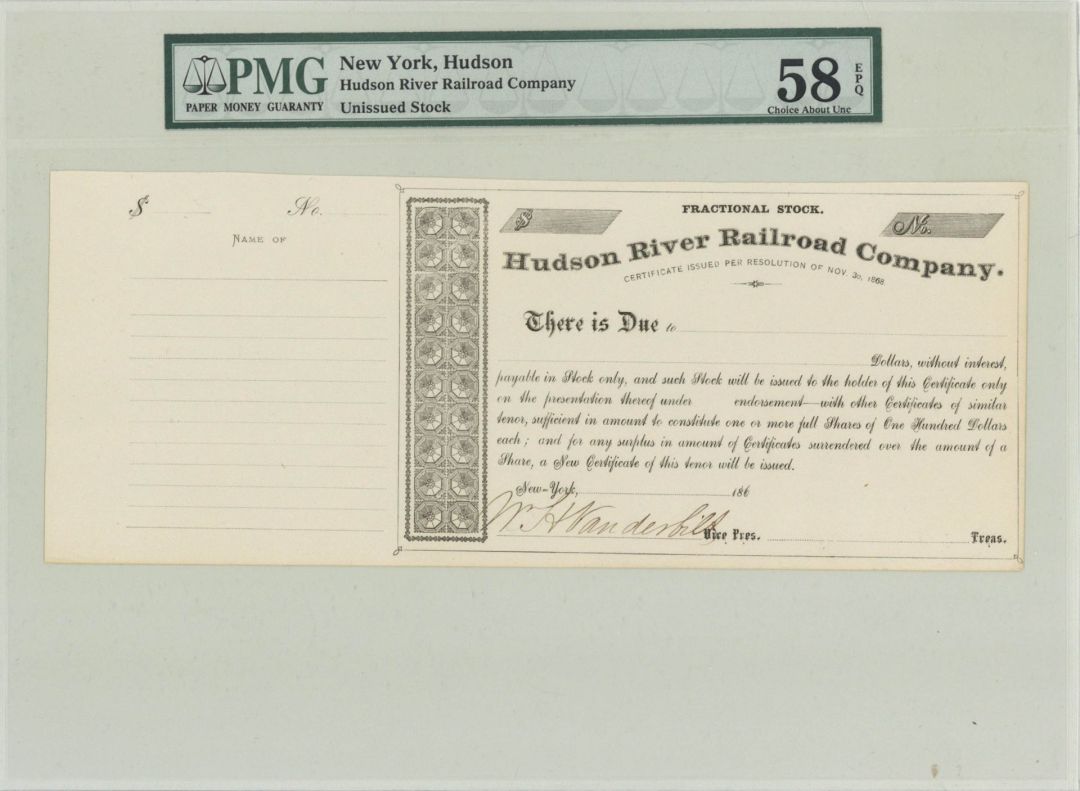 PMG
PAPER MONEY GUARANTY
New York, Hudson
Hudson River Railroad Company
Unissued Stock
58 EPQ
Choice About Unc
$ No.
NAME OF
$ FRACTIONAL STOCK. No.
Hudson River Railroad Company.
CERTIFICATE ISSUED PER RESOLUTION OF NOV. 30, 1868
There is Due to
Dollars, without interest,
payable in Stock only, and such Stock will be issued to the holder of this Certificate only
on the presentation thereof under endorsement with other Certificates of similar
tenor, sufficient in amount to constitute one or more full Shares of One Hundred Dollars
each; and for any surplus in amount of Certificates surrendered over the amount of a
Share, a New Certificate of this tenor will be issued.
New-York, 186
W H Vanderbilt Vice Pres. Treas.